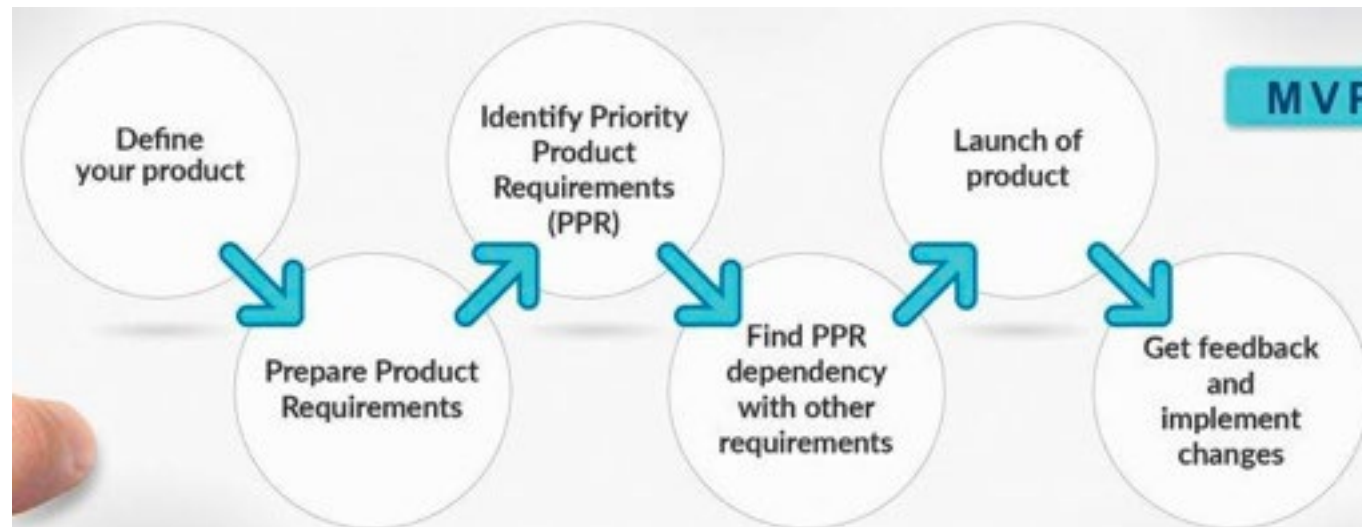 Define
your product
Prepare Product
Requirements
Identify Priority
Product
Requirements
(PPR)
Find PPR
dependency
with other
requirements
Launch of
product
Get feedback
and
implement
changes
MVP